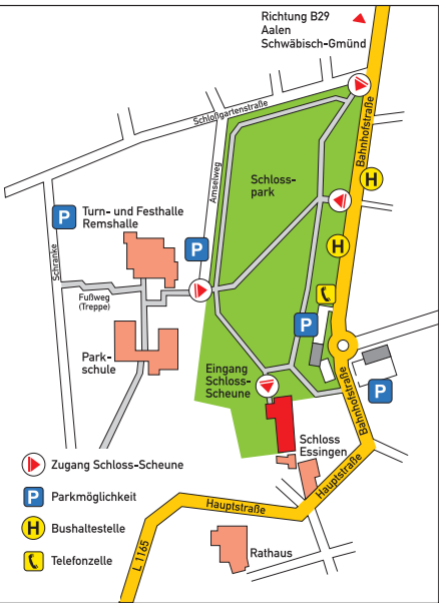 Richtung B29
Aalen
Schwäbisch-Gmünd
Schloßgartenstraße
Bahnhofstraße
Schloss-
park
Amselweg
H
P
Turn- und Festhalle
Remshalle
P
H
Schranke
Fußweg
(Treppe)
P
Park-
schule
Eingang
Schloss-
Scheune
P
Bahnhofstraße
Schloss
Essingen
Zugang Schloss-Scheune
P Parkmöglichkeit
Hauptstraße
Hauptstraße
H Bushaltestelle
L 1165
Rathaus
Telefonzelle